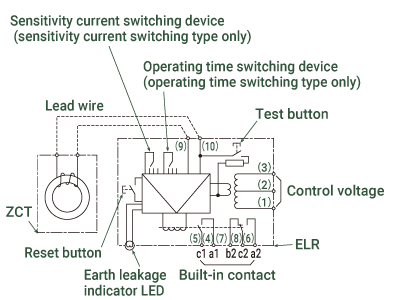 Sensitivity current switching device
(sensitivity current switching type only)
Operating time switching device
(operating time switching type only)
Lead wire
Test button
(9)
(10)
(3)
(2)
(1)
Control voltage
ZCT
Reset button
(5)(4)(7) (8)(6)
c1 a1 b2 c2 a2
ELR
Earth leakage
indicator LED
Built-in contact